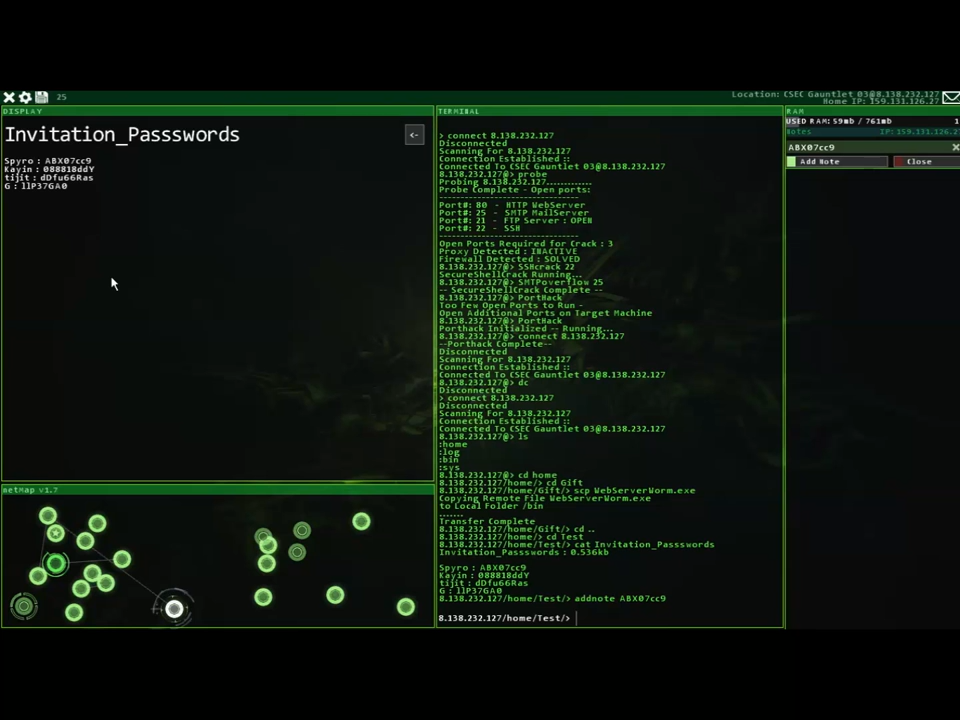 25
Location: CSEC Gauntlet 03@8.138.232.127
Home IP: 159.131.126.27
DISPLAY
Invitation_Passswords
<-
Spyro : ABX07cc9
Kayin : 088818ddY
tijit : dDfu66Ras
G : llP37GA0
netMap v1.7
TERMINAL
> connect 8.138.232.127
Disconnected
Scanning For 8.138.232.127
Connection Established ::
Connected To CSEC Gauntlet 03@8.138.232.127
8.138.232.127@> probe
Probing 8.138.232.127.............
Probe Complete - Open ports:
---------------------------------
Port#: 80 - HTTP WebServer
Port#: 25 - SMTP MailServer
Port#: 21 - FTP Server : OPEN
Port#: 22 - SSH
---------------------------------
Open Ports Required for Crack : 3
Proxy Detected : INACTIVE
Firewall Detected : SOLVED
8.138.232.127@> SSHcrack 22
SecureShellCrack Running...
8.138.232.127@> SMTPoverflow 25
-- SecureShellCrack Complete --
8.138.232.127@> PortHack
Too Few Open Ports to Run -
Open Additional Ports on Target Machine
8.138.232.127@> PortHack
Porthack Initialized -- Running...
8.138.232.127@> connect 8.138.232.127
--Porthack Complete--
Disconnected
Scanning For 8.138.232.127
Connection Established ::
Connected To CSEC Gauntlet 03@8.138.232.127
8.138.232.127@> dc
Disconnected
> connect 8.138.232.127
Disconnected
Scanning For 8.138.232.127
Connection Established ::
Connected To CSEC Gauntlet 03@8.138.232.127
8.138.232.127@> ls
:home
:log
:bin
:sys
8.138.232.127@> cd home
8.138.232.127/home> cd Gift
8.138.232.127/home/Gift/> scp WebServerWorm.exe
Copying Remote File WebServerWorm.exe
to Local Folder /bin
.......
Transfer Complete
8.138.232.127/home/Gift/> cd ..
8.138.232.127/home> cd Test
8.138.232.127/home/Test/> cat Invitation_Passswords
Invitation_Passswords : 0.536kb
Spyro : ABX07cc9
Kayin : 088818ddY
tijit : dDfu66Ras
G : llP37GA0
8.138.232.127/home/Test/> addnote ABX07cc9
8.138.232.127/home/Test/>
RAM
USED RAM: 59mb / 761mb
1
Notes
IP: 159.131.126.2
ABX07cc9
X
Add Note
Close